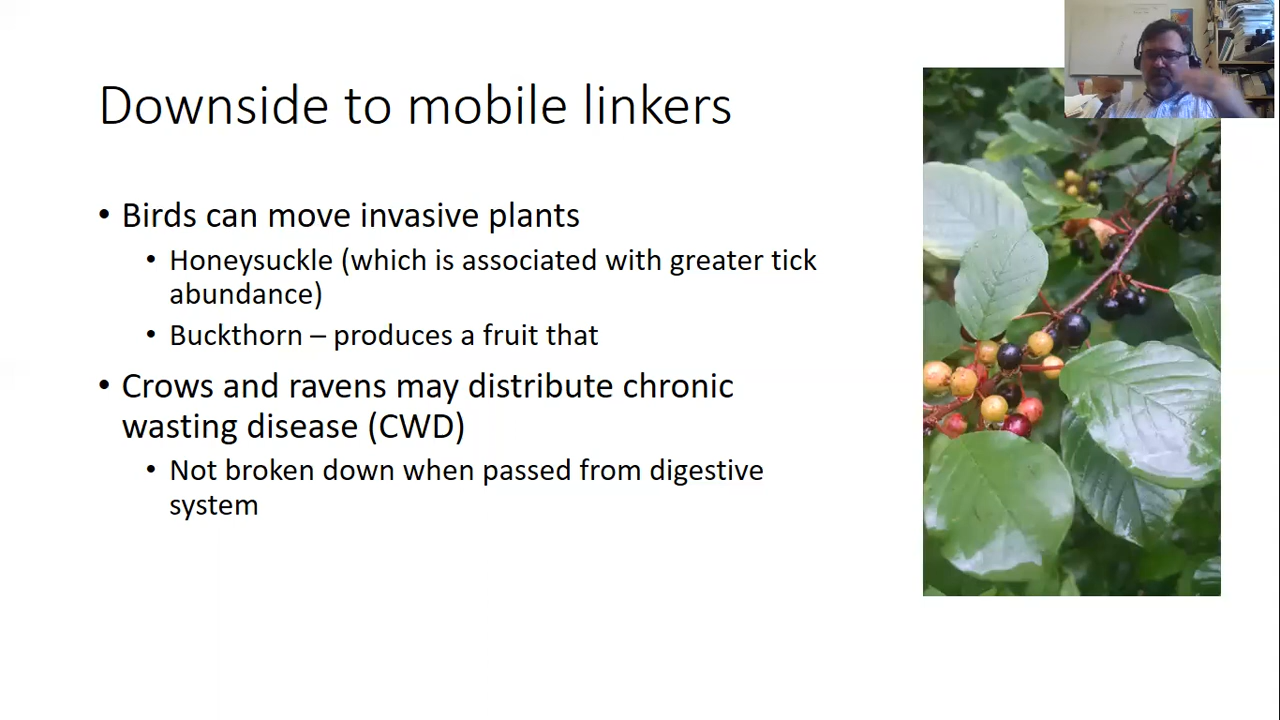 Downside to mobile linkers
• Birds can move invasive plants
• Honeysuckle (which is associated with greater tick
abundance)
• Buckthorn – produces a fruit that
• Crows and ravens may distribute chronic
wasting disease (CWD)
• Not broken down when passed from digestive
system